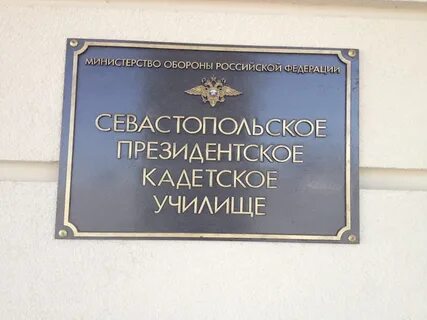 МИНИСТЕРСТВО ОБОРОНЫ РОССИЙСКОЙ ФЕДЕРАЦИИ
СЕВАСТОПОЛЬСКОЕ
ПРЕЗИДЕНТСКОЕ
КАДЕТСКОЕ
УЧИЛИЩЕ